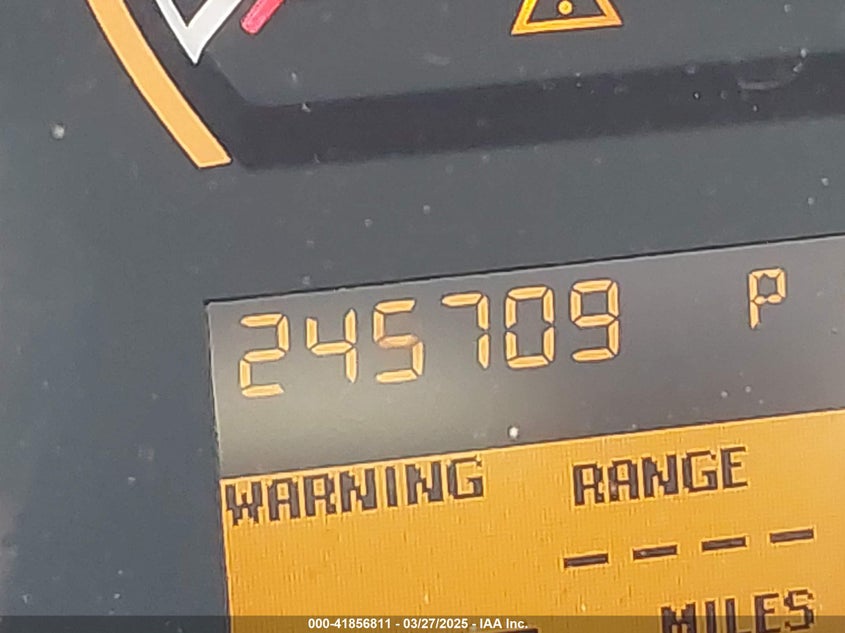 245709 P
WARNING RANGE
----
MILES
000-41856811 - 03/27/2025 - IAA Inc.